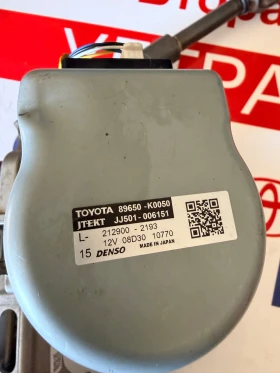 TOYOTA 89650-K0050
JTEKT JJ501-006151
L- 212900-2193
12V 08D30 10770
15 DENSO MADE IN JAPAN